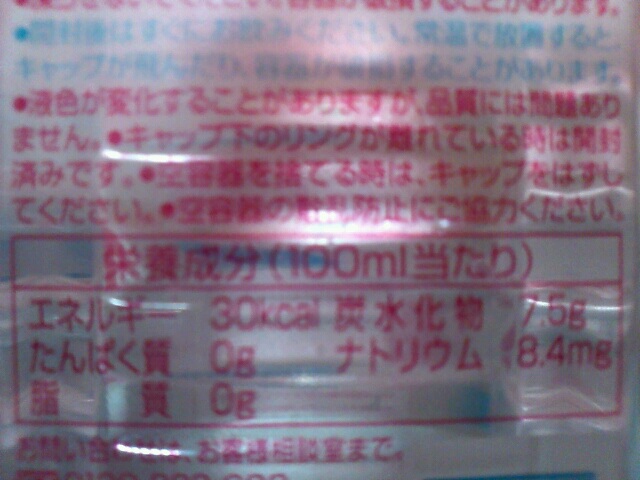 ●開封後はすぐにお飲みください。常温で放置すると、
キャップが飛んだり、容器が破損することがあります。
●液色が変化することがありますが、品質には問題あり
ません。●キャップ下のリングが離れている時は開封
済みです。●空容器を捨てる時は、キャップをはずし
てください。●空容器の散乱防止にご協力ください。
栄養成分(100ml当たり)
エネルギー 30kcal 炭水化物 7.5g
たんぱく質 0g ナトリウム 8.4mg
脂 質 0g
お問い合わせは、お客様相談室まで。